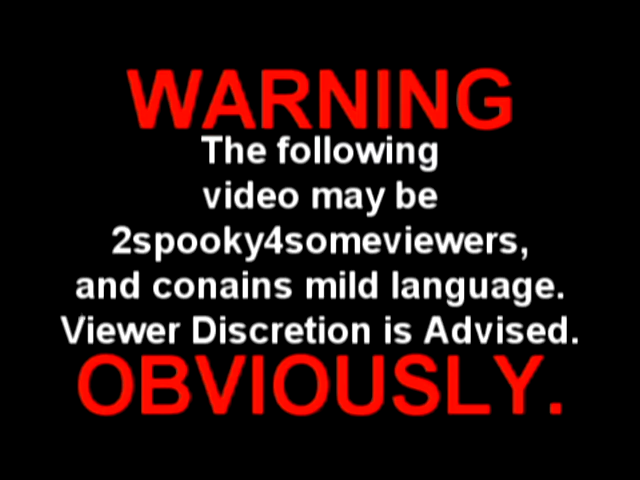 WARNING
The following
video may be
2spooky4someviewers,
and conains mild language.
Viewer Discretion is Advised.
OBVIOUSLY.